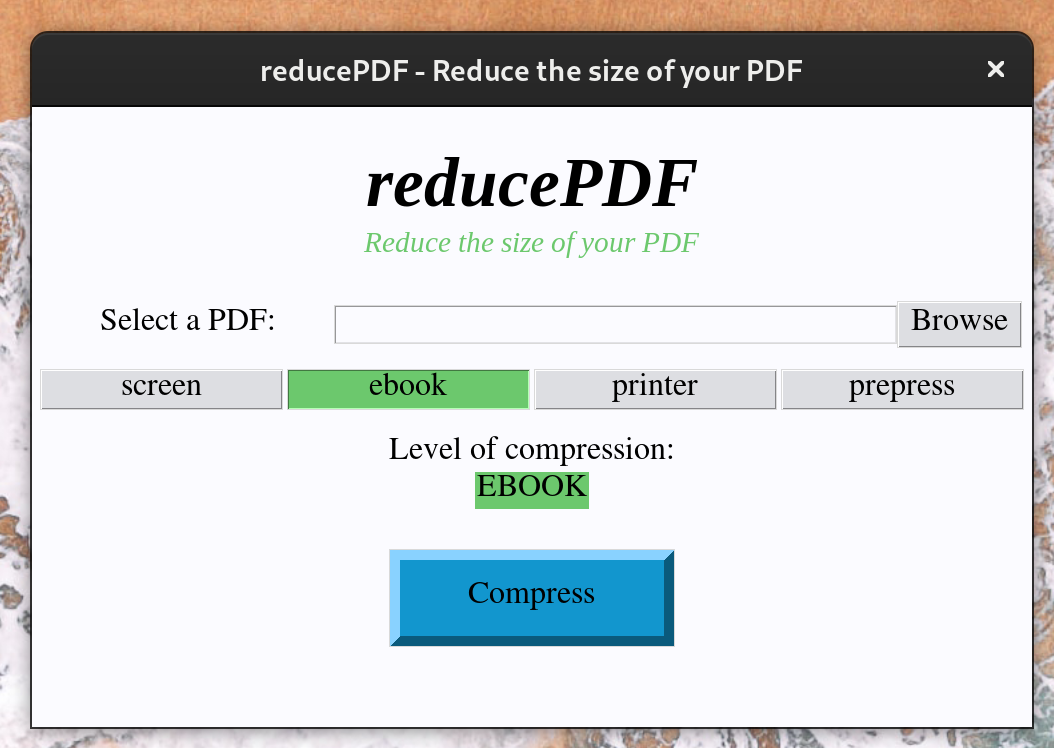 reducePDF - Reduce the size of your PDF
reducePDF
Reduce the size of your PDF
Select a PDF: Browse
screen ebook printer prepress
Level of compression:
EBOOK
Compress